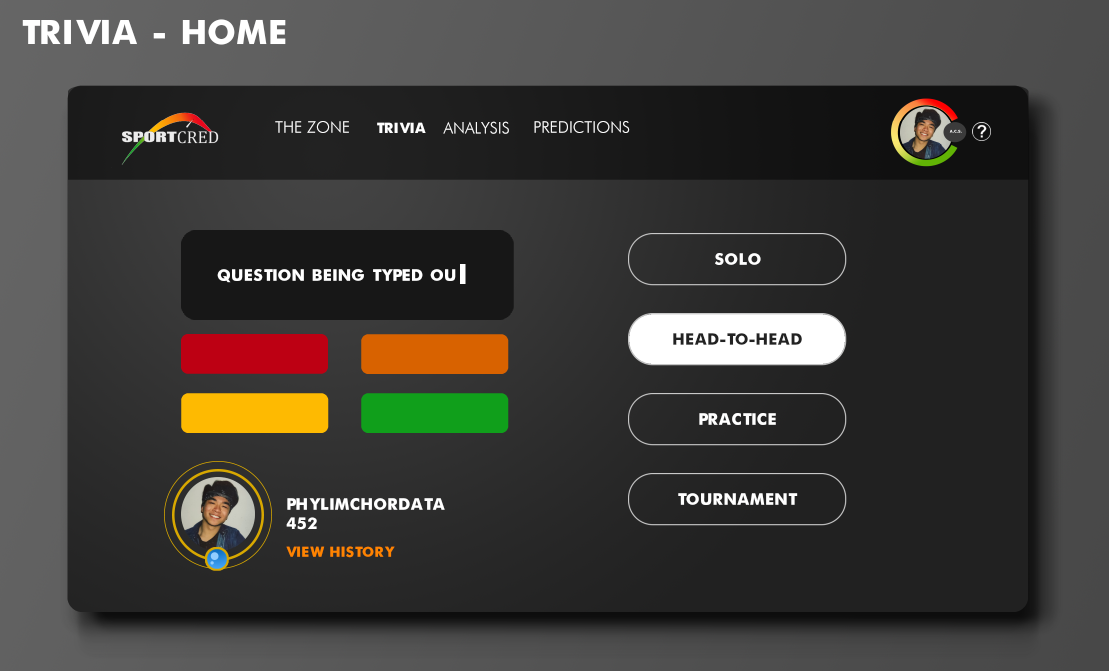 TRIVIA - HOME
SPORTCRED
THE ZONE
TRIVIA
ANALYSIS
PREDICTIONS
A.C.S.
?
QUESTION BEING TYPED OU
SOLO
HEAD-TO-HEAD
PRACTICE
TOURNAMENT
PHYLIMCHORDATA
452
VIEW HISTORY